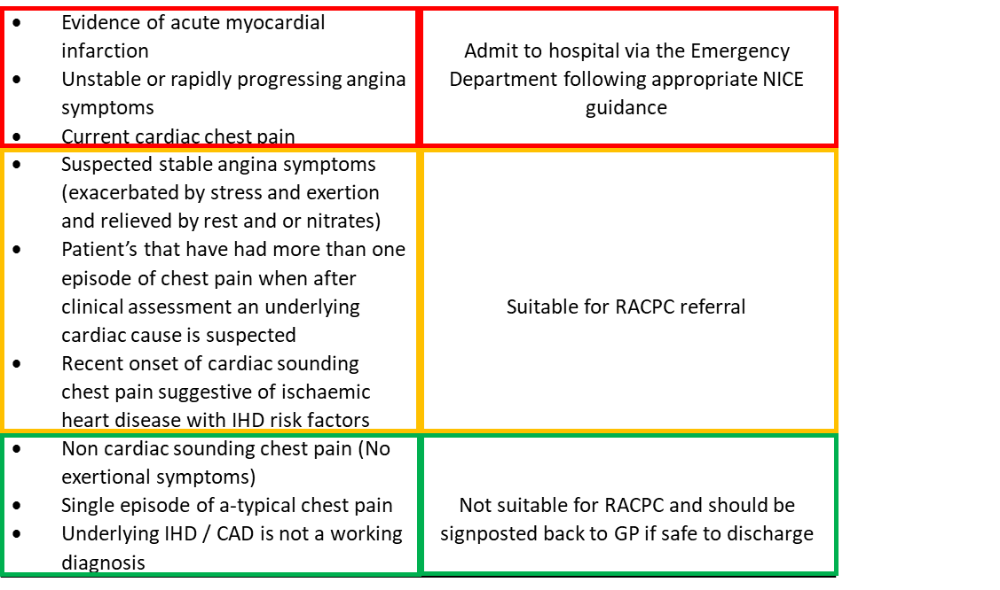 • Evidence of acute myocardial
infarction
• Unstable or rapidly progressing angina
symptoms
• Current cardiac chest pain
Admit to hospital via the Emergency
Department following appropriate NICE
guidance
• Suspected stable angina symptoms
(exacerbated by stress and exertion
and relieved by rest and or nitrates)
• Patient’s that have had more than one
episode of chest pain when after
clinical assessment an underlying
cardiac cause is suspected
• Recent onset of cardiac sounding
chest pain suggestive of ischaemic
heart disease with IHD risk factors
Suitable for RACPC referral
• Non cardiac sounding chest pain (No
exertional symptoms)
• Single episode of a-typical chest pain
• Underlying IHD / CAD is not a working
diagnosis
Not suitable for RACPC and should be
signposted back to GP if safe to discharge